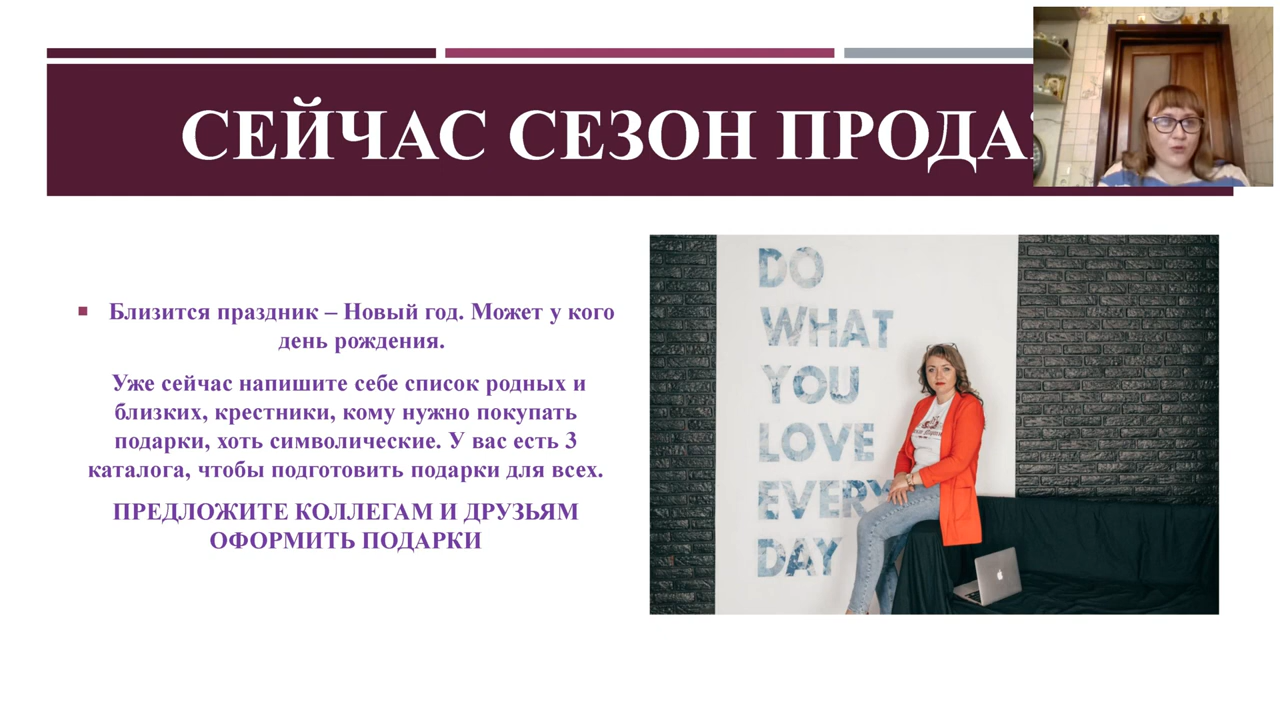 СЕЙЧАС СЕЗОН
Близится праздник – Новый год. Может у кого
день рождения.
Уже сейчас напишите себе список родных и
близких, крестники, кому нужно покупать
подарки, хоть символические. У вас есть 3
каталога, чтобы подготовить подарки для всех.
ПРЕДЛОЖИТЕ КОЛЛЕГАМ И ДРУЗЬЯМ
ОФОРМИТЬ ПОДАРКИ
DO
WHAT
YOU
LOVE
EVERY
DAY